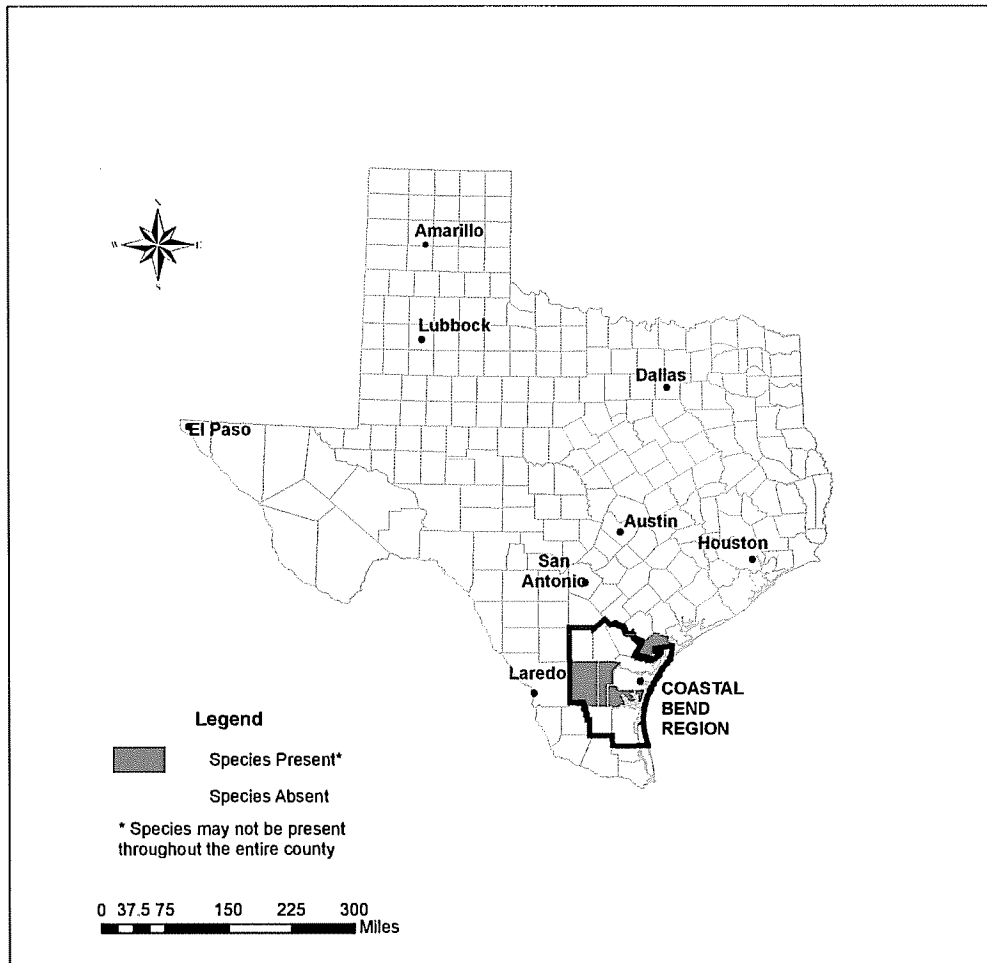 N
W
E
S
Amarillo
Lubbock
Dallas
El Paso
Austin
Houston
San
Antonio
Laredo
COASTAL
BEND
REGION
Legend
Species Present*
Species Absent
* Species may not be present
throughout the entire county
0 37.5 75 150 225 300
Miles